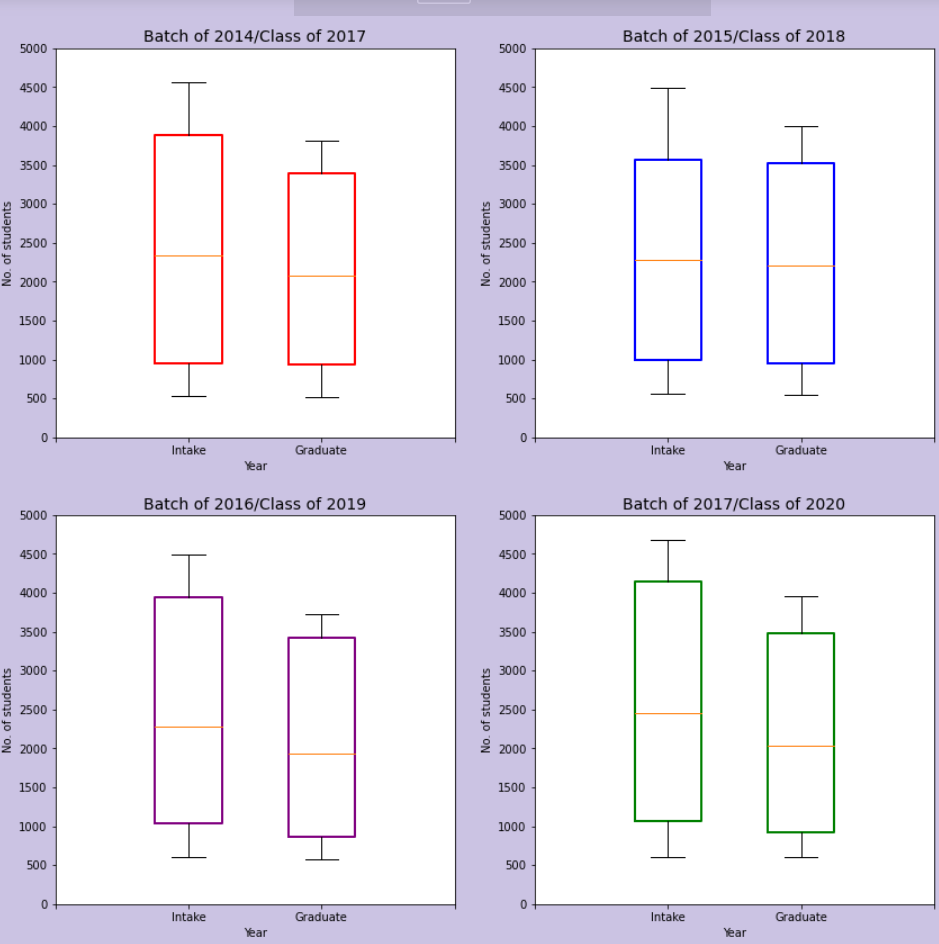 Batch of 2014/Class of 2017
5000
4500
4000
3500
3000
2500
2000
1500
1000
500
0
No. of students
Intake Graduate
Year
Batch of 2015/Class of 2018
5000
4500
4000
3500
3000
2500
2000
1500
1000
500
0
No. of students
Intake Graduate
Year
Batch of 2016/Class of 2019
5000
4500
4000
3500
3000
2500
2000
1500
1000
500
0
No. of students
Intake Graduate
Year
Batch of 2017/Class of 2020
5000
4500
4000
3500
3000
2500
2000
1500
1000
500
0
No. of students
Intake Graduate
Year